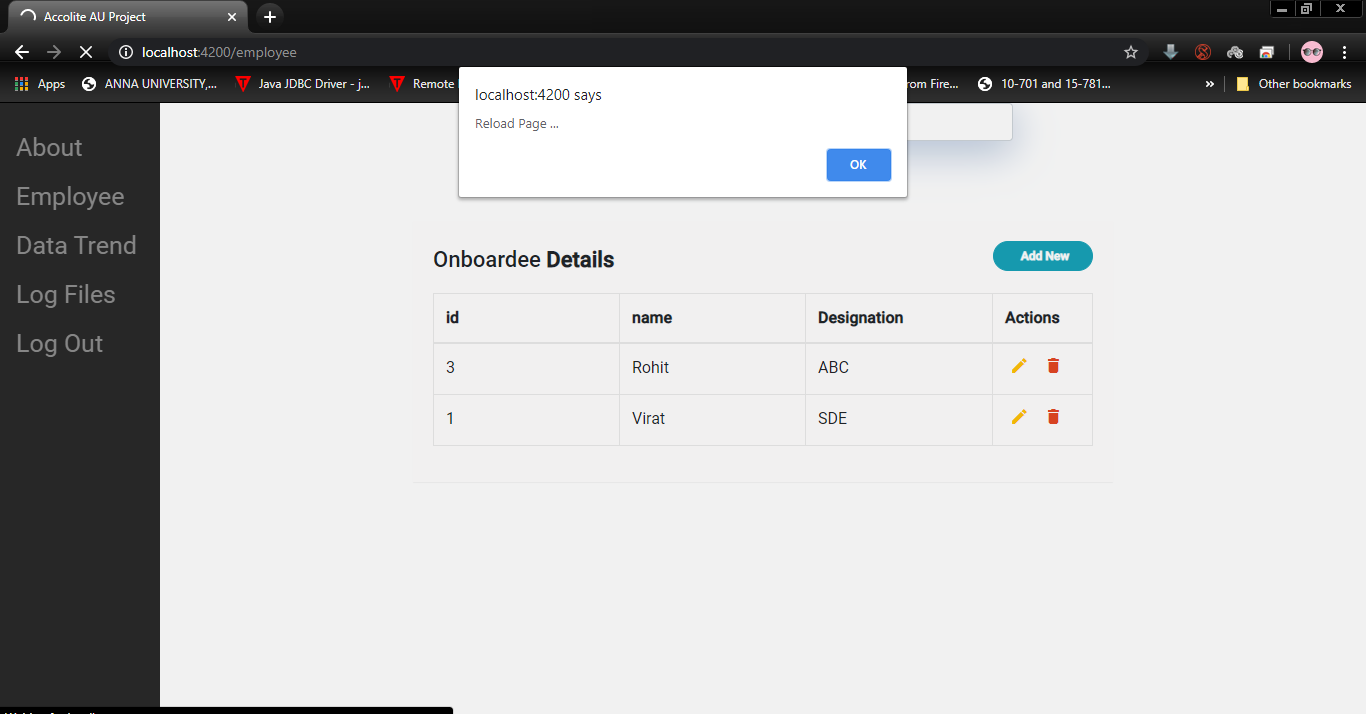 Accolite AU Project
localhost:4200/employee
Apps ANNA UNIVERSITY,... Java JDBC Driver - j... Remote rom Fire... 10-701 and 15-781... » Other bookmarks
localhost:4200 says
Reload Page ...
OK
About
Employee
Data Trend
Log Files
Log Out
Onboardee Details
Add New
id name Designation Actions
3 Rohit ABC
1 Virat SDE